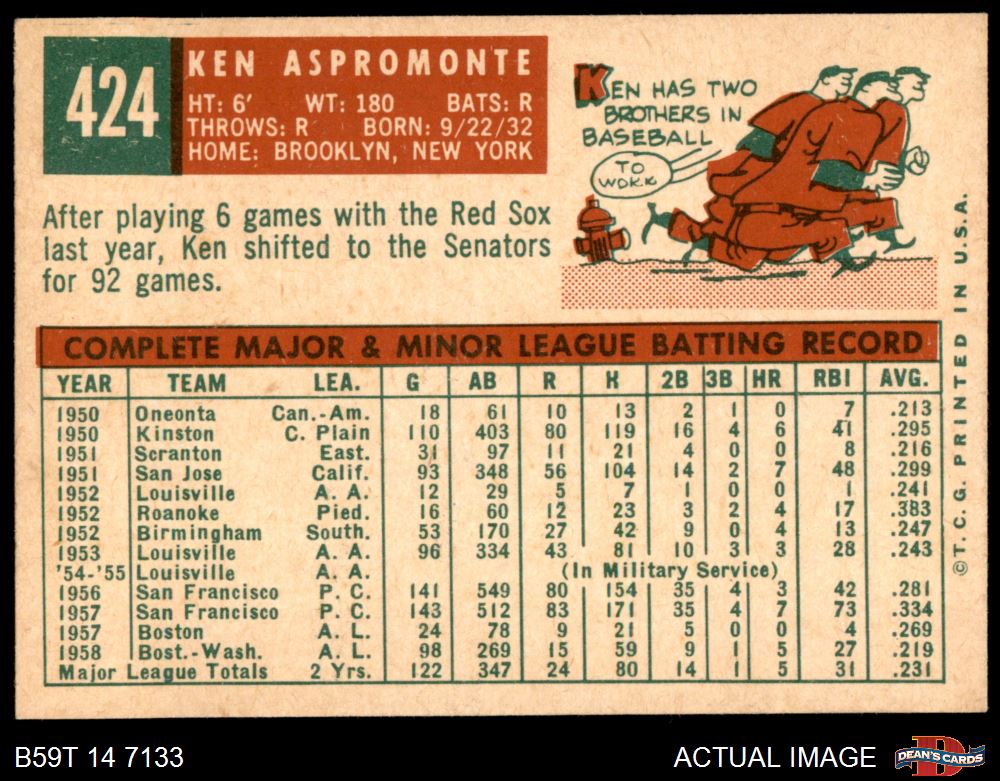 424
KEN ASPROMONTE
HT: 6' WT: 180 BATS: R
THROWS: R BORN: 9/22/32
HOME: BROOKLYN, NEW YORK
KEN HAS TWO
BROTHERS IN
BASEBALL
TO
WORK
After playing 6 games with the Red Sox
last year, Ken shifted to the Senators
for 92 games.
COMPLETE MAJOR & MINOR LEAGUE BATTING RECORD
YEAR TEAM LEA. G AB R H 2B 3B HR RBI AVG.
1950 Oneonta Can.-Am. 18 61 10 13 2 1 0 7 .213
1950 Kinston C. Plain 110 403 80 119 16 4 6 41 .295
1951 Scranton East. 31 97 11 21 4 0 0 8 .216
1951 San Jose Calif. 93 348 56 104 14 2 7 48 .299
1952 Louisville A. A. 12 29 5 7 1 0 0 1 .241
1952 Roanoke Pied. 16 60 12 23 3 2 4 17 .383
1952 Birmingham South. 53 170 27 42 9 0 4 13 .247
1953 Louisville A. A. 96 334 43 81 10 3 3 28 .243
'54-'55 Louisville A. A. (In Military Service)
1956 San Francisco P. C. 141 549 80 154 35 4 3 42 .281
1957 San Francisco P. C. 143 512 83 171 35 4 7 73 .334
1957 Boston A. L. 24 78 9 21 5 0 0 4 .269
1958 Bost.-Wash. A. L. 98 269 15 59 9 1 5 27 .219
Major League Totals 2 Yrs. 122 347 24 80 14 1 5 31 .231
©T. C. G. PRINTED IN U.S.A.
B59T 14 7133
ACTUAL IMAGE
DEAN'S CARDS